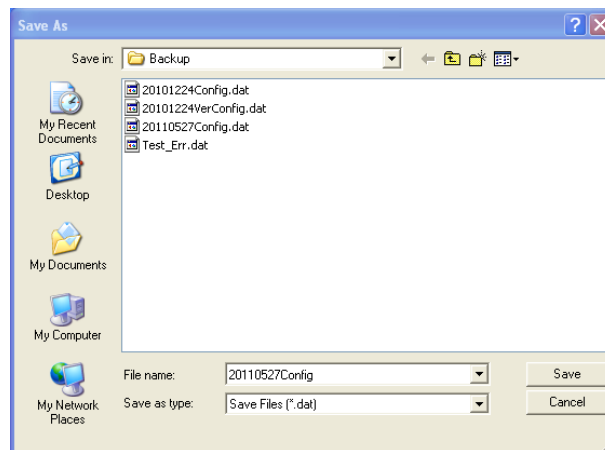 Save As
Save in: Backup
20101224Config.dat
20101224VerConfig.dat
20110527Config.dat
Test_Err.dat
My Recent
Documents
Desktop
My Documents
My Computer
My Network
Places
File name: 20110527Config Save
Save as type: Save Files (*.dat) Cancel